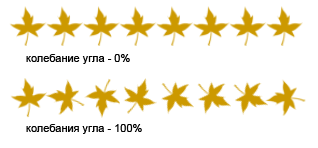 колебание угла - 0%
колебания угла - 100%